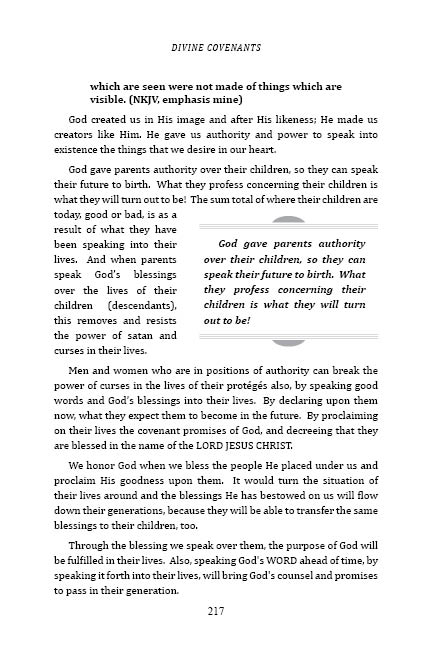 DIVINE COVENANTS
which are seen were not made of things which are
visible. (NKJV, emphasis mine)
God created us in His image and after His likeness; He made us
creators like Him. He gave us authority and power to speak into
existence the things that we desire in our heart.
God gave parents authority over their children, so they can speak
their future to birth. What they profess concerning their children is
what they will turn out to be! The sum total of where their children are
today, good or bad, is as a
result of what they have
been speaking into their
lives. And when parents
speak God's blessings
over the lives of their
children (descendants),
this removes and resists
the power of satan and
curses in their lives.
God gave parents authority
over their children, so they can
speak their future to birth. What
they profess concerning their
children is what they will turn
out to be!
Men and women who are in positions of authority can break the
power of curses in the lives of their protégés also, by speaking good
words and God's blessings into their lives. By declaring upon them
now, what they expect them to become in the future. By proclaiming
on their lives the covenant promises of God, and decreeing that they
are blessed in the name of the LORD JESUS CHRIST.
We honor God when we bless the people He placed under us and
proclaim His goodness upon them. It would turn the situation of
their lives around and the blessings He has bestowed on us will flow
down their generations, because they will be able to transfer the same
blessings to their children, too.
Through the blessing we speak over them, the purpose of God will
be fulfilled in their lives. Also, speaking God's WORD ahead of time, by
speaking it forth into their lives, will bring God's counsel and promises
to pass in their generation.
217